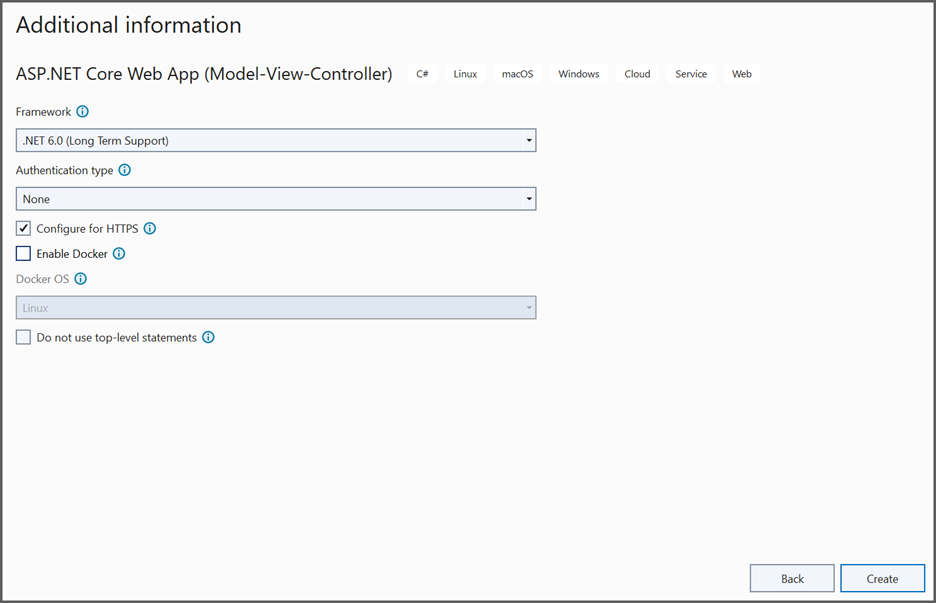 Additional information
ASP.NET Core Web App (Model-View-Controller) C# Linux macOS Windows Cloud Service Web
Framework
.NET 6.0 (Long Term Support)
Authentication type
None
Configure for HTTPS
Enable Docker
Docker OS
Linux
Do not use top-level statements
Back Create